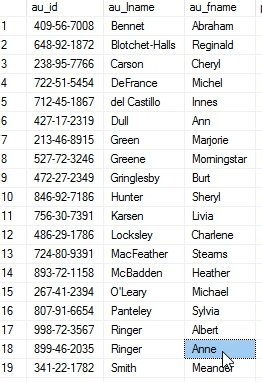 au_id au_lname au_fname
1 409-56-7008 Bennet Abraham
2 648-92-1872 Blotchet-Halls Reginald
3 238-95-7766 Carson Cheryl
4 722-51-5454 DeFrance Michel
5 712-45-1867 del Castillo Innes
6 427-17-2319 Dull Ann
7 213-46-8915 Green Marjorie
8 527-72-3246 Greene Morningstar
9 472-27-2349 Gringlesby Burt
10 846-92-7186 Hunter Sheryl
11 756-30-7391 Karsen Livia
12 486-29-1786 Locksley Charlene
13 724-80-9391 MacFeather Stearns
14 893-72-1158 McBadden Heather
15 267-41-2394 O'Leary Michael
16 807-91-6654 Panteley Sylvia
17 998-72-3567 Ringer Albert
18 899-46-2035 Ringer Anne
19 341-22-1782 Smith Meander